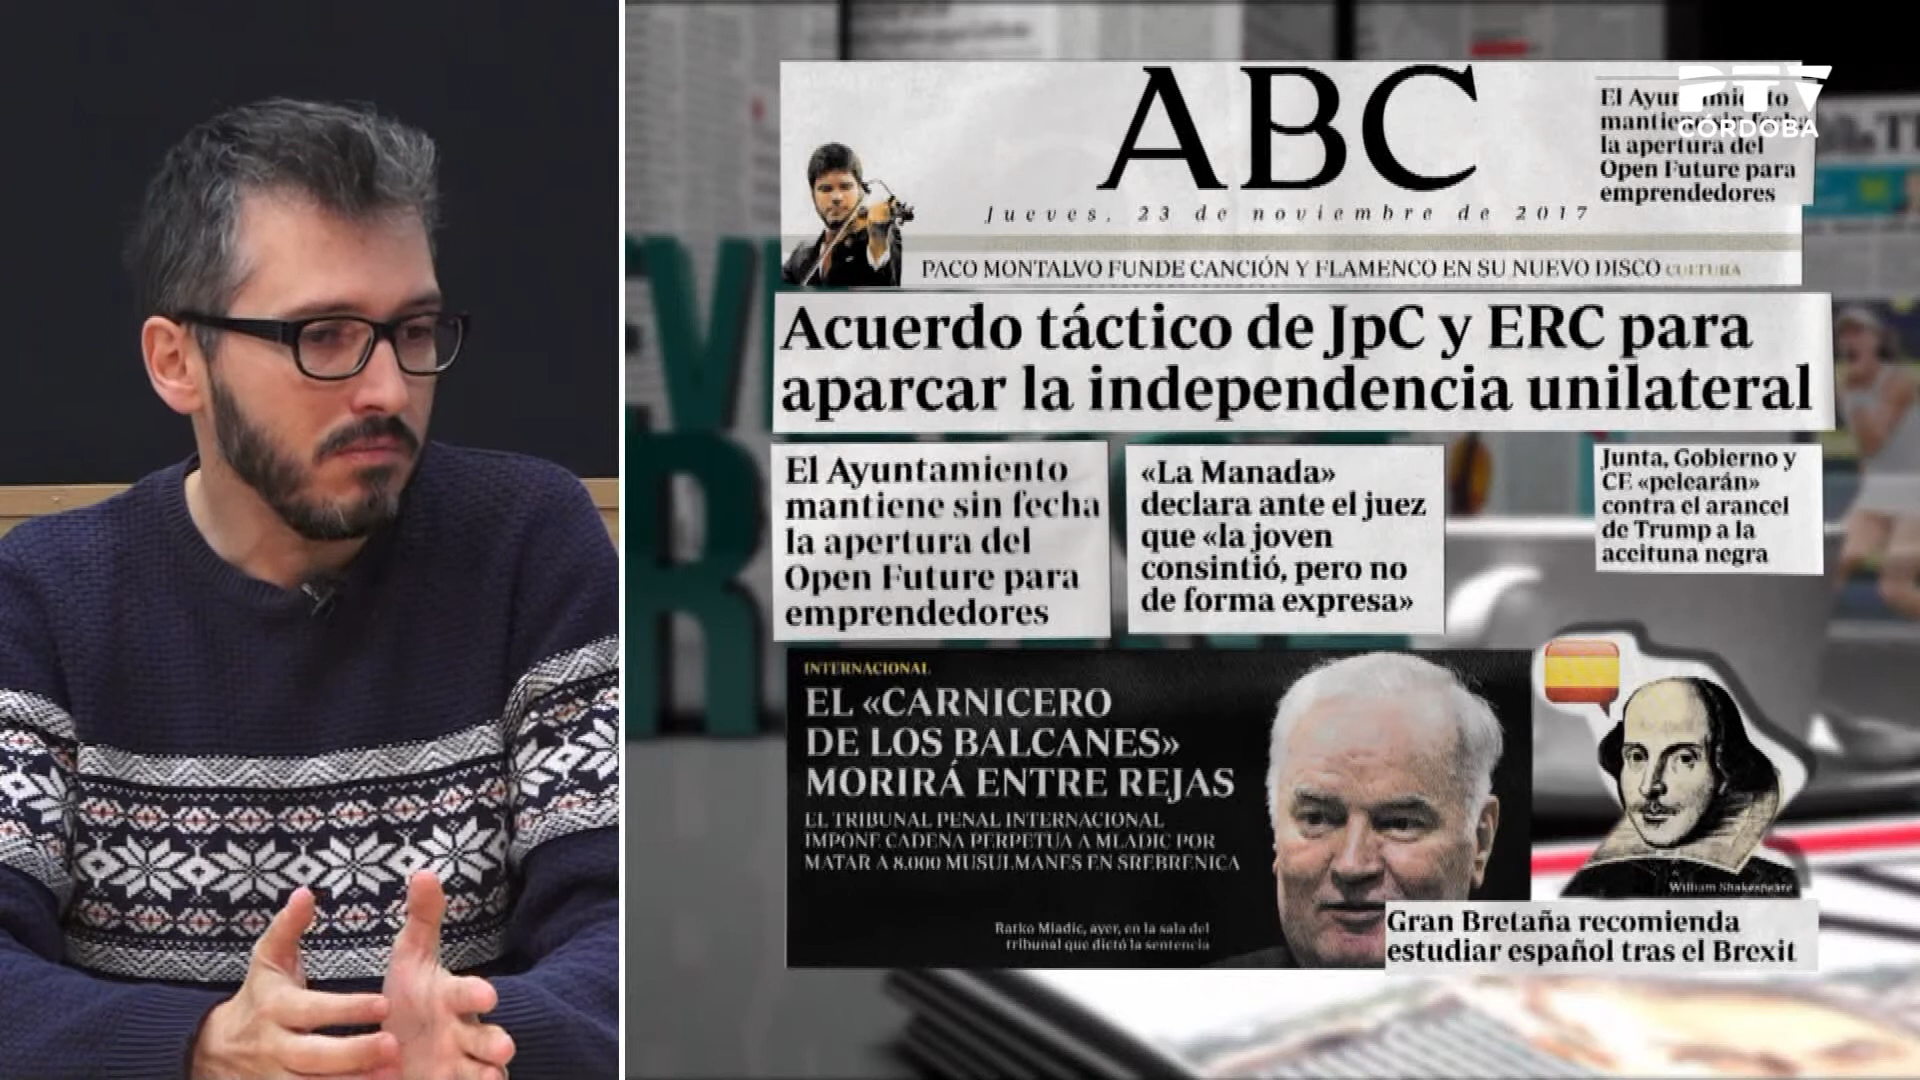 ABC
El Ayuntamiento
mantiene sin fecha
la apertura del
Open Future para
emprendedores
PTV
CÓRDOBA
Jueves, 23 de noviembre de 2017
PACO MONTALVO FUNDE CANCIÓN Y FLAMENCO EN SU NUEVO DISCO CULTURA
Acuerdo táctico de JpC y ERC para
aparcar la independencia unilateral
El Ayuntamiento
mantiene sin fecha
la apertura del
Open Future para
emprendedores
«La Manada»
declara ante el juez
que «la joven
consintió, pero no
de forma expresa»
Junta, Gobierno y
CE «pelearán»
contra el arancel
de Trump a la
aceituna negra
INTERNACIONAL
EL «CARNICERO
DE LOS BALCANES»
MORIRÁ ENTRE REJAS
EL TRIBUNAL PENAL INTERNACIONAL
IMPONE CADENA PERPETUA A MLADIC POR
MATAR A 8.000 MUSULMANES EN SREBRENICA
Ratko Mladic, ayer, en la sala del
tribunal que dictó la sentencia
William Shakespeare
Gran Bretaña recomienda
estudiar español tras el Brexit